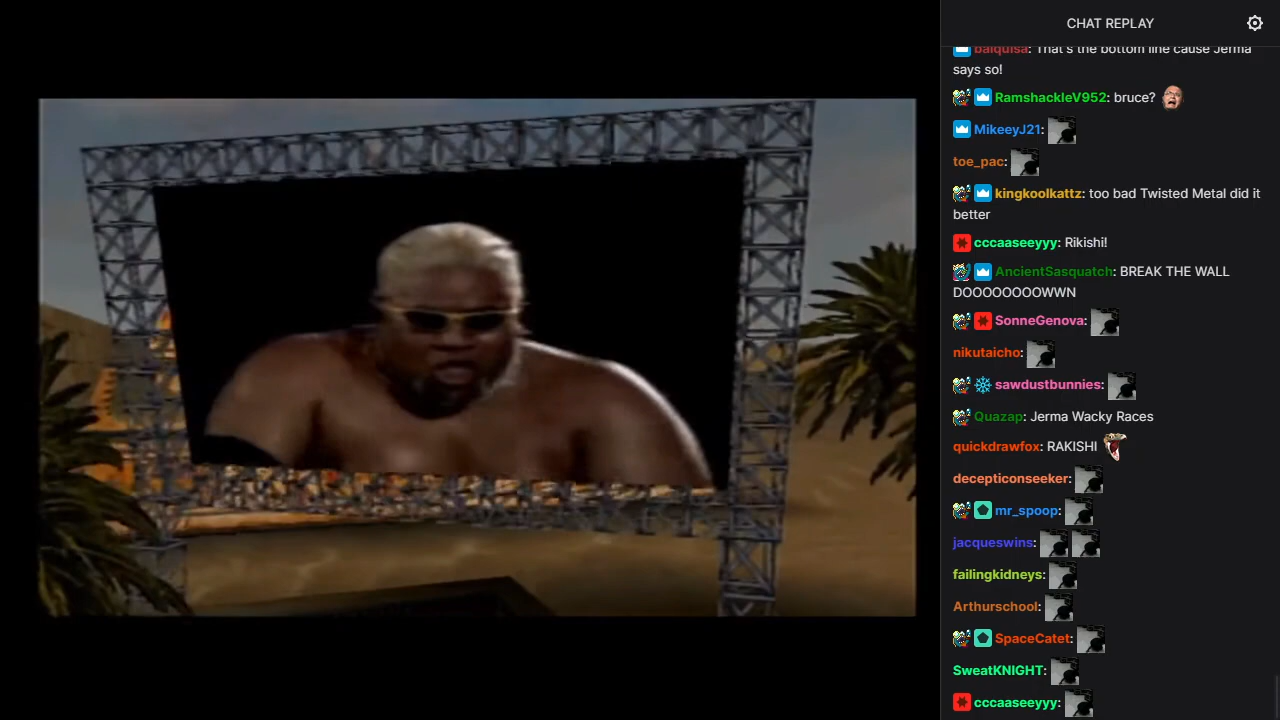 CHAT REPLAY
baiquisa: That's the bottom line cause Jerma
says so!
RamshackleV952: bruce?
MikeeyJ21:
toe_pac:
kingkoolkattz: too bad Twisted Metal did it
better
cccaaseeyyy: Rikishi!
AncientSasquatch: BREAK THE WALL
DOOOOOOOOWWN
SonneGenova:
nikutaicho:
sawdustbunnies:
Quazap: Jerma Wacky Races
quickdrawfox: RAKISHI
decepticonseeker:
mr_spoop:
jacqueswins:
failingkidneys:
Arthurschool:
SpaceCatet:
SweatKNIGHT:
cccaaseeyyy: